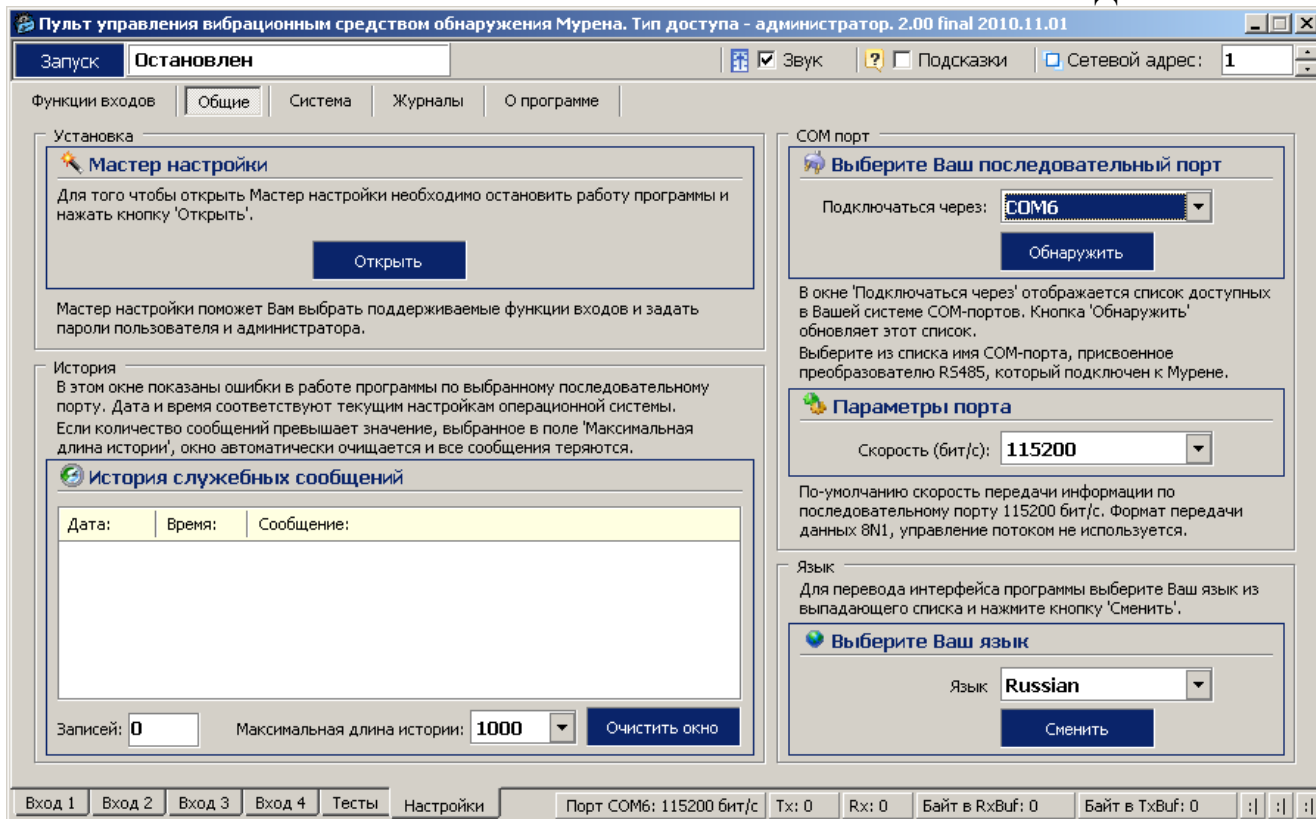 Пульт управления вибрационным средством обнаружения Мурена. Тип доступа - администратор. 2.00 final 2010.11.01
Запуск
Остановлен
Звук
Подсказки
Сетевой адрес:
1
Функции входов
Общие
Система
Журналы
О программе
Установка
Мастер настройки
Для того чтобы открыть Мастер настройки необходимо остановить работу программы и
нажать кнопку 'Открыть'.
Открыть
Мастер настройки поможет Вам выбрать поддерживаемые функции входов и задать
пароли пользователя и администратора.
История
В этом окне показаны ошибки в работе программы по выбранному последовательному
порту. Дата и время соответствуют текущим настройкам операционной системы.
Если количество сообщений превышает значение, выбранное в поле 'Максимальная
длина истории', окно автоматически очищается и все сообщения теряются.
История служебных сообщений
Дата:
Время:
Сообщение:
Записей:
0
Максимальная длина истории:
1000
Очистить окно
COM порт
Выберите Ваш последовательный порт
Подключаться через:
COM6
Обнаружить
В окне 'Подключаться через' отображается список доступных
в Вашей системе COM-портов. Кнопка 'Обнаружить'
обновляет этот список.
Выберите из списка имя COM-порта, присвоенное
преобразователю RS485, который подключен к Мурене.
Параметры порта
Скорость (бит/с):
115200
По-умолчанию скорость передачи информации по
последовательному порту 115200 бит/с. Формат передачи
данных 8N1, управление потоком не используется.
Язык
Для перевода интерфейса программы выберите Ваш язык из
выпадающего списка и нажмите кнопку 'Сменить'.
Выберите Ваш язык
Язык
Russian
Сменить
Вход 1
Вход 2
Вход 3
Вход 4
Тесты
Настройки
Порт COM6: 115200 бит/с
Tx: 0
Rx: 0
Байт в RxBuf: 0
Байт в TxBuf: 0
:|
:|
:|